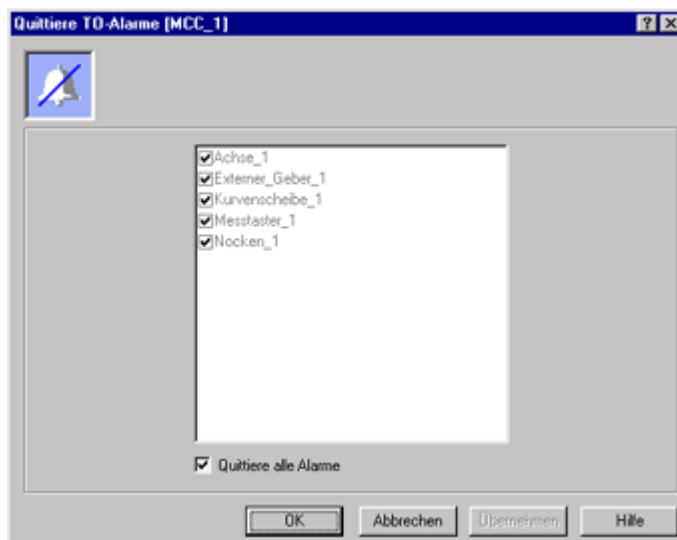 Quittiere TO-Alarme [MCC_1]
Achse_1
Externer_Geber_1
Kurvenscheibe_1
Messtaster_1
Nocken_1
Quittiere alle Alarme
OK Abbrechen Übernehmen Hilfe